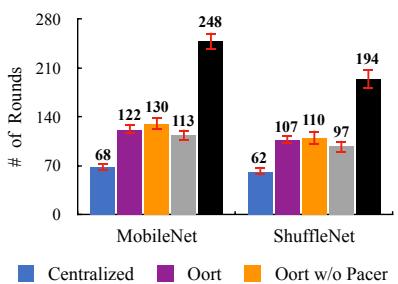 # of Rounds
280
210
140
70
0
68 122 130 113 248
62 107 110 97 194
MobileNet ShuffleNet
Centralized Oort Oort w/o Pacer